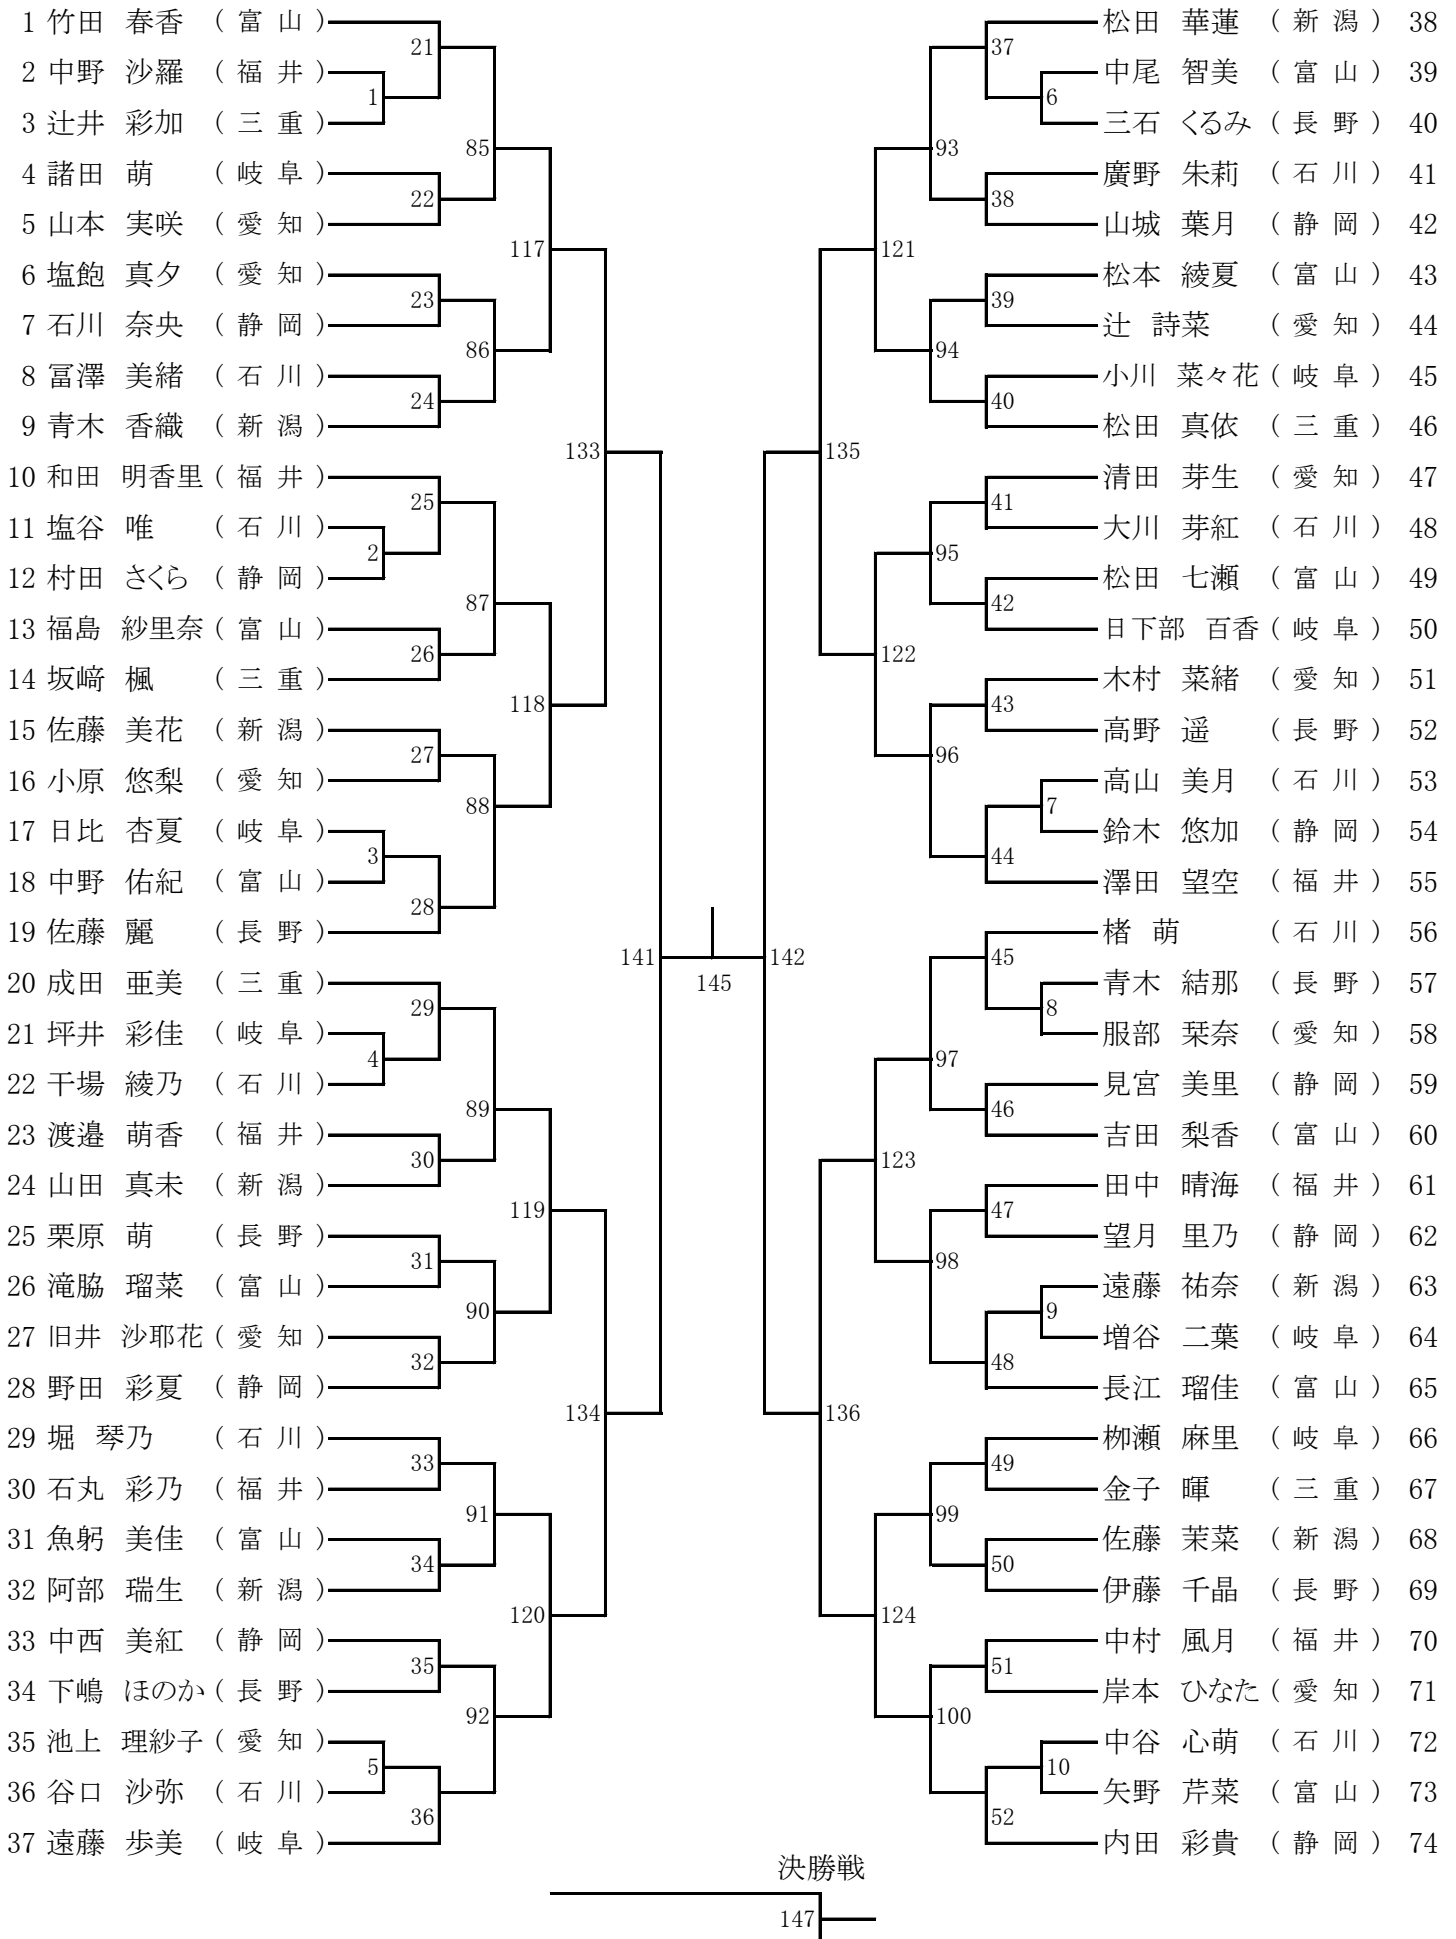 1 竹田 春香 （ 富 山 ）
2 中野 沙羅 （ 福 井 ）
3 辻井 彩加 （ 三 重 ）
4 諸田 萌 （ 岐 阜 ）
5 山本 実咲 （ 愛 知 ）
6 塩飽 真夕 （ 愛 知 ）
7 石川 奈央 （ 静 岡 ）
8 冨澤 美緒 （ 石 川 ）
9 青木 香織 （ 新 潟 ）
10 和田 明香里 （ 福 井 ）
11 塩谷 唯 （ 石 川 ）
12 村田 さくら （ 静 岡 ）
13 福島 紗里奈 （ 富 山 ）
14 坂﨑 楓 （ 三 重 ）
15 佐藤 美花 （ 新 潟 ）
16 小原 悠梨 （ 愛 知 ）
17 日比 杏夏 （ 岐 阜 ）
18 中野 佑紀 （ 富 山 ）
19 佐藤 麗 （ 長 野 ）
20 成田 亜美 （ 三 重 ）
21 坪井 彩佳 （ 岐 阜 ）
22 干場 綾乃 （ 石 川 ）
23 渡邉 萌香 （ 福 井 ）
24 山田 真未 （ 新 潟 ）
25 栗原 萌 （ 長 野 ）
26 滝脇 瑠菜 （ 富 山 ）
27 旧井 沙耶花 （ 愛 知 ）
28 野田 彩夏 （ 静 岡 ）
29 堀 琴乃 （ 石 川 ）
30 石丸 彩乃 （ 福 井 ）
31 魚躬 美佳 （ 富 山 ）
32 阿部 瑞生 （ 新 潟 ）
33 中西 美紅 （ 静 岡 ）
34 下嶋 ほのか （ 長 野 ）
35 池上 理紗子 （ 愛 知 ）
36 谷口 沙弥 （ 石 川 ）
37 遠藤 歩美 （ 岐 阜 ）
1
2
3
4
5
21
22
23
24
25
26
27
28
29
30
31
32
33
34
35
36
85
86
87
88
89
90
91
92
117
118
119
120
133
134
141
145
142
135
136
121
122
123
124
93
94
95
96
97
98
99
100
37
38
39
40
41
42
43
44
45
46
47
48
49
50
51
52
6
7
8
9
10
松田 華蓮 （ 新 潟 ） 38
中尾 智美 （ 富 山 ） 39
三石 くるみ （ 長 野 ） 40
廣野 朱莉 （ 石 川 ） 41
山城 葉月 （ 静 岡 ） 42
松本 綾夏 （ 富 山 ） 43
辻 詩菜 （ 愛 知 ） 44
小川 菜々花 （ 岐 阜 ） 45
松田 真依 （ 三 重 ） 46
清田 芽生 （ 愛 知 ） 47
大川 芽紅 （ 石 川 ） 48
松田 七瀬 （ 富 山 ） 49
日下部 百香 （ 岐 阜 ） 50
木村 菜緒 （ 愛 知 ） 51
高野 遥 （ 長 野 ） 52
高山 美月 （ 石 川 ） 53
鈴木 悠加 （ 静 岡 ） 54
澤田 望空 （ 福 井 ） 55
楮 萌 （ 石 川 ） 56
青木 結那 （ 長 野 ） 57
服部 栞奈 （ 愛 知 ） 58
見宮 美里 （ 静 岡 ） 59
吉田 梨香 （ 富 山 ） 60
田中 晴海 （ 福 井 ） 61
望月 里乃 （ 静 岡 ） 62
遠藤 祐奈 （ 新 潟 ） 63
増谷 二葉 （ 岐 阜 ） 64
長江 瑠佳 （ 富 山 ） 65
栁瀬 麻里 （ 岐 阜 ） 66
金子 暉 （ 三 重 ） 67
佐藤 茉菜 （ 新 潟 ） 68
伊藤 千晶 （ 長 野 ） 69
中村 風月 （ 福 井 ） 70
岸本 ひなた （ 愛 知 ） 71
中谷 心萌 （ 石 川 ） 72
矢野 芹菜 （ 富 山 ） 73
内田 彩貴 （ 静 岡 ） 74
決勝戦
147